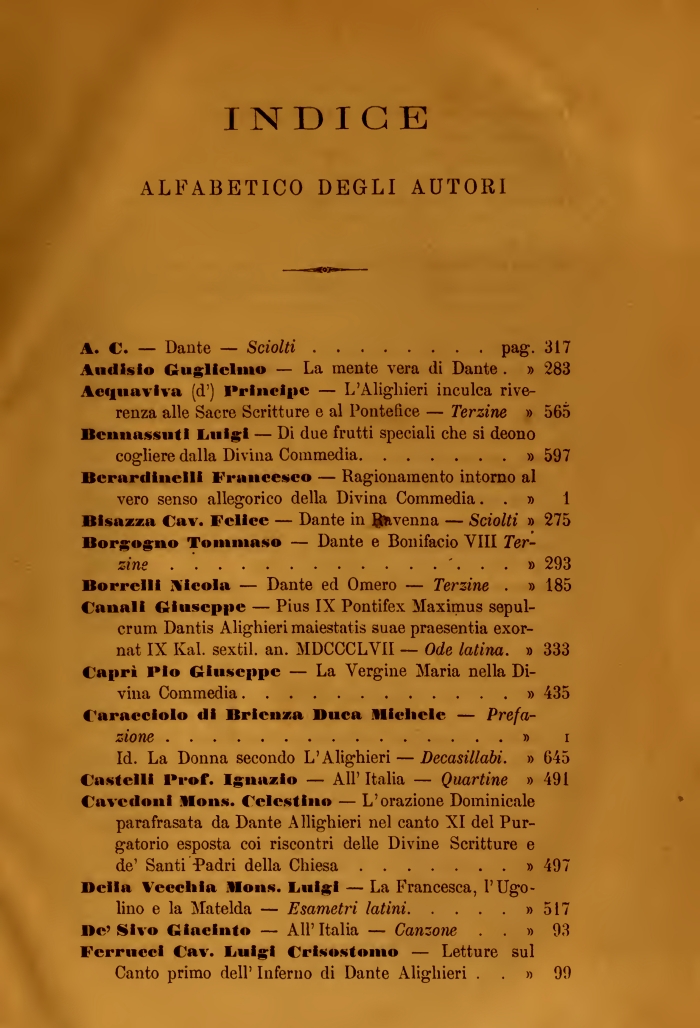 INDICE
ALFABETICO DEGLI AUTORI
A. C. — Dante — Sciolti . . . . . . . . pag. 317
Audisio Guglielmo — La mente vera di Dante . » 283
Acquaviva (d') Principe — L'Alighieri inculca rive-
renza alle Sacre Scritture e al Pontefice — Terzine » 565
Bennassuti Luigi — Di due frutti speciali che si deono
cogliere dalla Divina Commedia. . . . . . . » 597
Berardinelli Francesco — Ragionamento intorno al
vero senso allegorico della Divina Commedia . . » 1
Bisazza Cav. Felice — Dante in Ravenna — Sciolti » 275
Borgogno Tommaso — Dante e Bonifacio VIII Ter-
zine . . . . . . . . . . . . . . . » 293
Borrelli Nicola — Dante ed Omero — Terzine . » 185
Canali Giuseppe — Pius IX Pontifex Maximus sepul-
crum Dantis Alighieri maiestatis suae praesentia exor-
nat IX Kal. sextil. an. MDCCCLVII — Ode latina. » 333
Caprì Pio Giuseppe — La Vergine Maria nella Di-
vina Commedia . . . . . . . . . . . . » 435
Caracciolo di Brienza Duca Michele — Prefa-
zione . . . . . . . . . . . . . . . » I
Id. La Donna secondo L'Alighieri — Decasillabi. » 645
Castelli Prof. Ignazio — All' Italia — Quartine » 491
Cavedoni Mons. Celestino — L'orazione Dominicale
parafrasata da Dante Allighieri nel canto XI del Pur-
gatorio esposta coi riscontri delle Divine Scritture e
de' Santi Padri della Chiesa . . . . . . . » 497
Della Vecchia Mons. Luigi — La Francesca, l'Ugo-
lino e la Matelda — Esametri latini. . . . . » 517
De' Sivo Giacinto — All' Italia — Canzone . . » 93
Ferrucci Cav. Luigi Crisostomo — Letture sul
Canto primo dell' Inferno di Dante Alighieri . . » 99